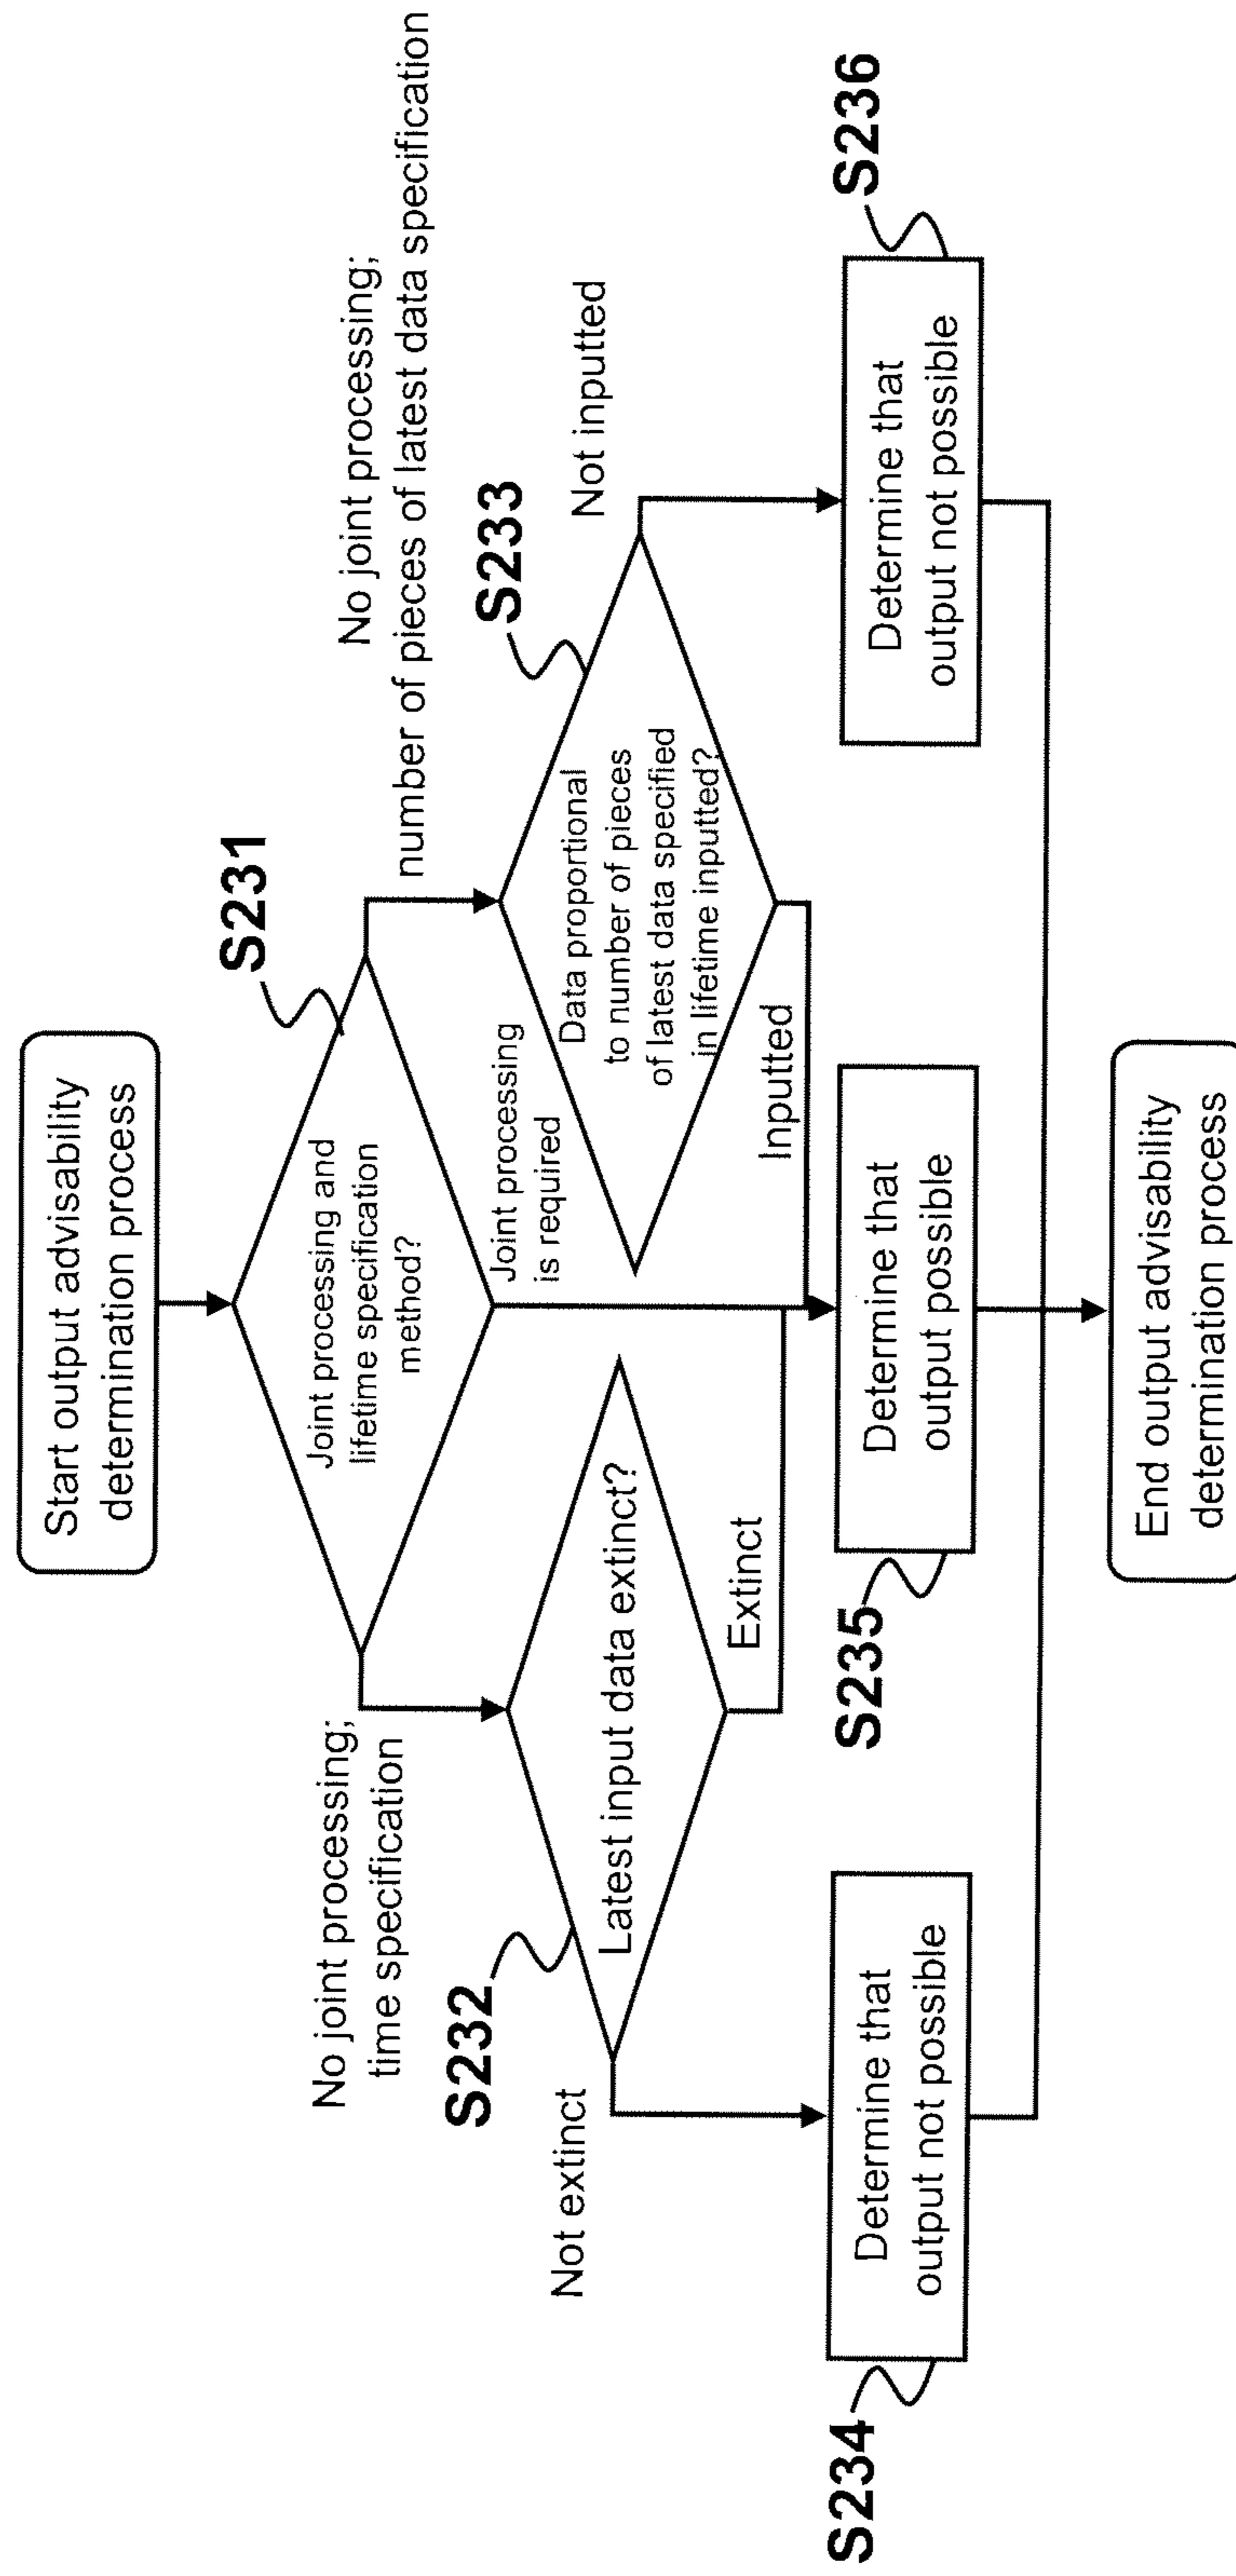 Start output advisability
determination process
S231
Joint processing and
lifetime specification
method?
No joint processing;
time specification
Joint processing
is required
No joint processing;
number of pieces of latest data specification
S232
Latest input data extinct?
Not extinct
Extinct
S233
Data proportional
to number of pieces
of latest data specified
in lifetime inputted?
Inputted
Not inputted
S234
Determine that
output not possible
S235
Determine that
output possible
S236
Determine that
output not possible
End output advisability
determination process